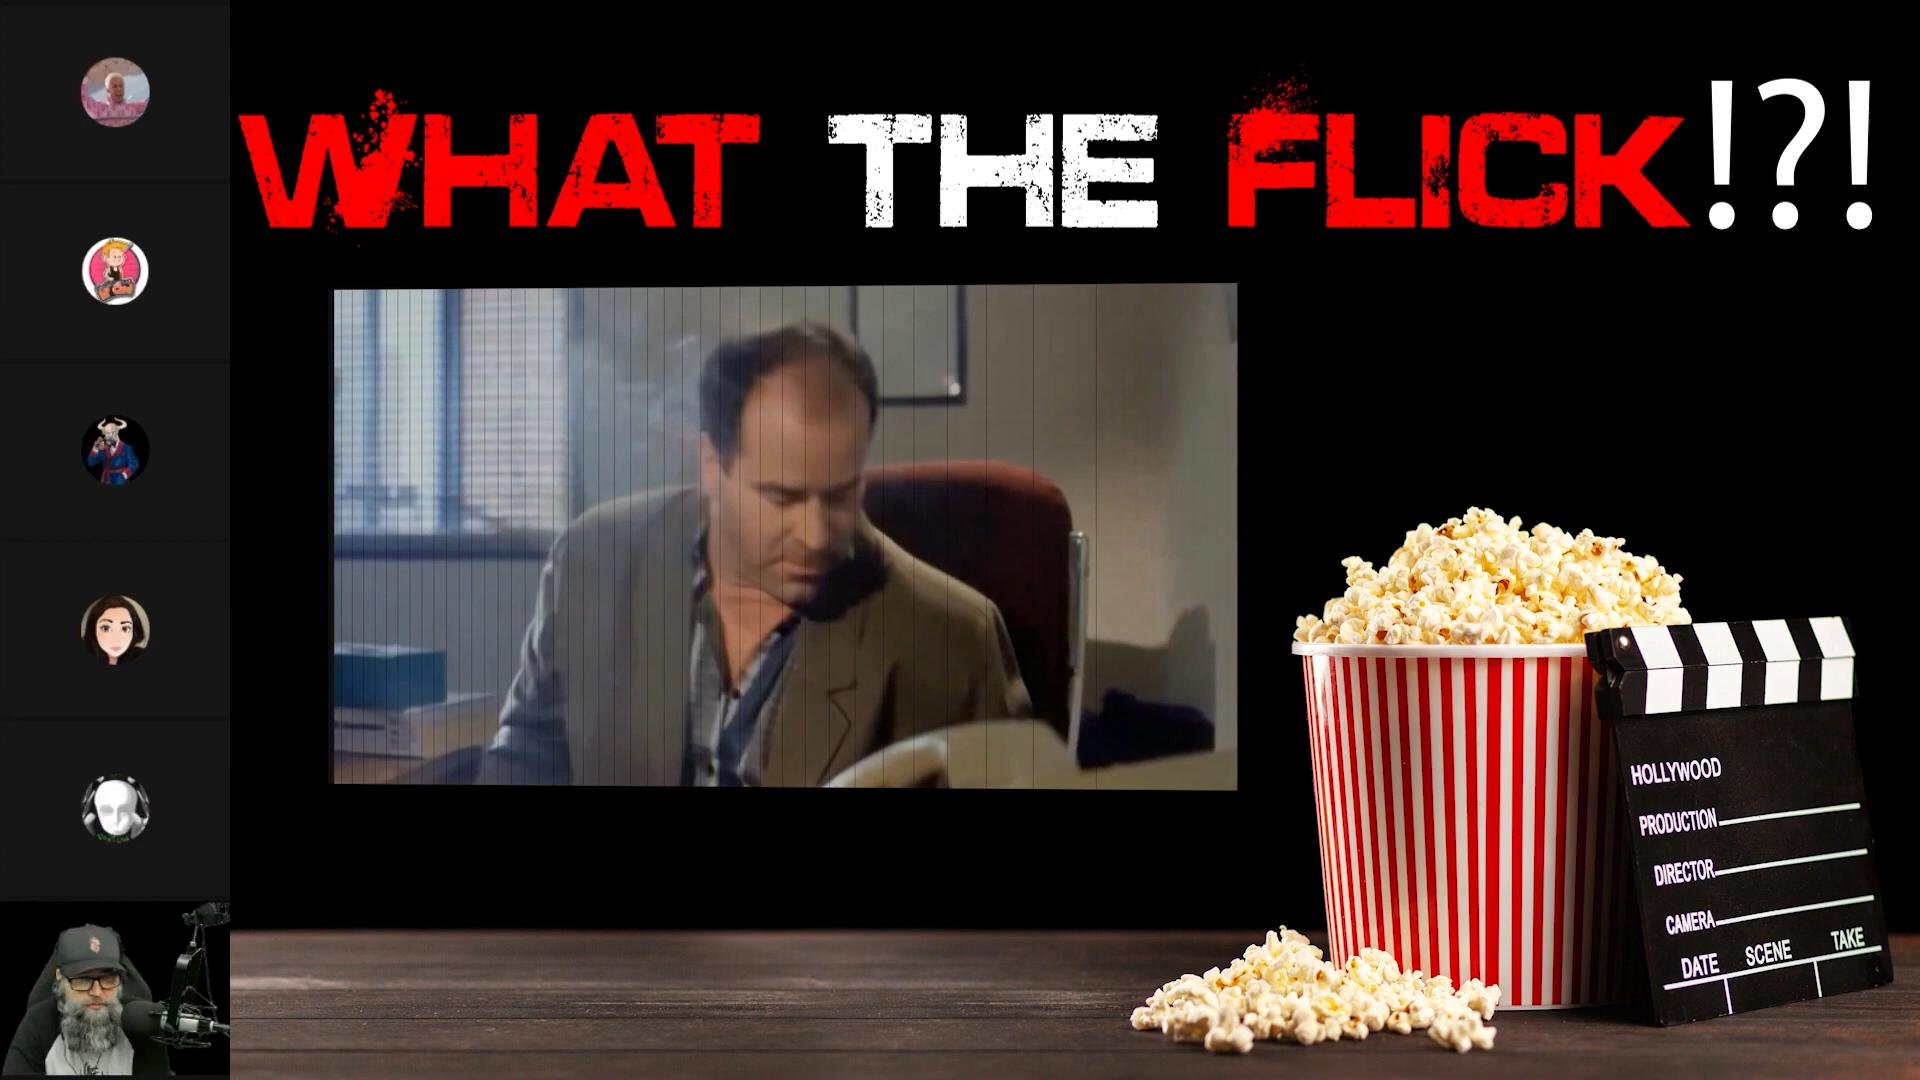 WHAT THE FLICK!?!
HOLLYWOOD
PRODUCTION
DIRECTOR
CAMERA
DATE SCENE TAKE